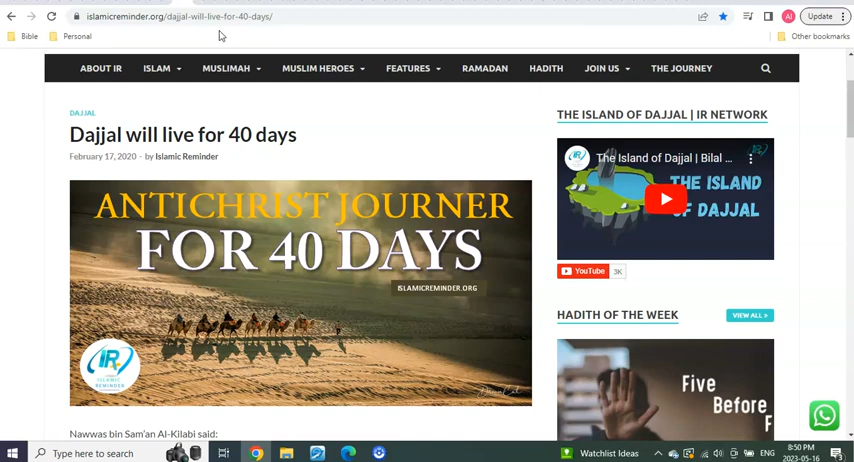 islamicreminder.org/dajjal-will-live-for-40-days/
AI
Update
Bible
Personal
Other bookmarks
ABOUT IR
ISLAM
MUSLIMAH
MUSLIM HEROES
FEATURES
RAMADAN
HADITH
JOIN US
THE JOURNEY
DAJJAL
Dajjal will live for 40 days
February 17, 2020 - by Islamic Reminder
ANTICHRIST JOURNER
FOR 40 DAYS
ISLAMICREMINDER.ORG
IR
ISLAMIC
REMINDER
Nawwas bin Sam'an Al-Kilabi said:
THE ISLAND OF DAJJAL | IR NETWORK
The Island of Dajjal | Bilal ...
THE ISLAND
OF DAJJAL
YouTube 3K
HADITH OF THE WEEK
VIEW ALL >
Five
Before
F
Type here to search
Watchlist Ideas
ENG
8:50 PM
2023-05-16
3